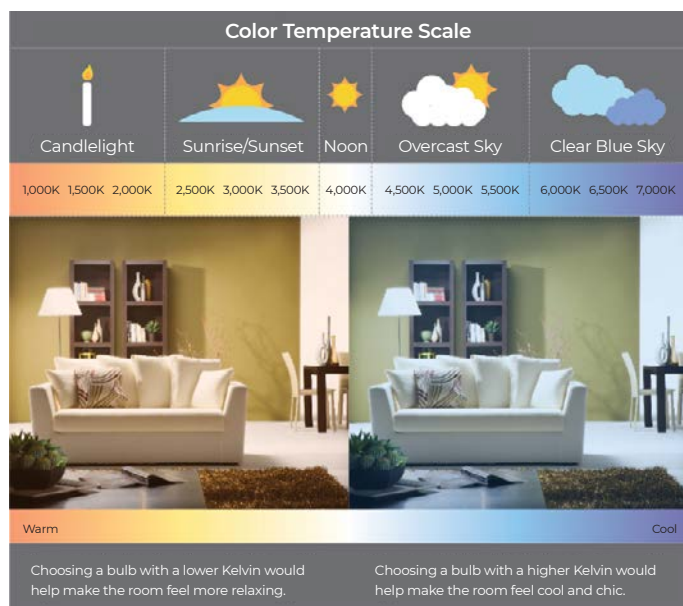 Color Temperature Scale
Candlelight Sunrise/Sunset Noon Overcast Sky Clear Blue Sky
1,000K 1,500K 2,000K 2,500K 3,000K 3,500K 4,000K 4,500K 5,000K 5,500K 6,000K 6,500K 7,000K
Warm Cool
Choosing a bulb with a lower Kelvin would
help make the room feel more relaxing.
Choosing a bulb with a higher Kelvin would
help make the room feel cool and chic.